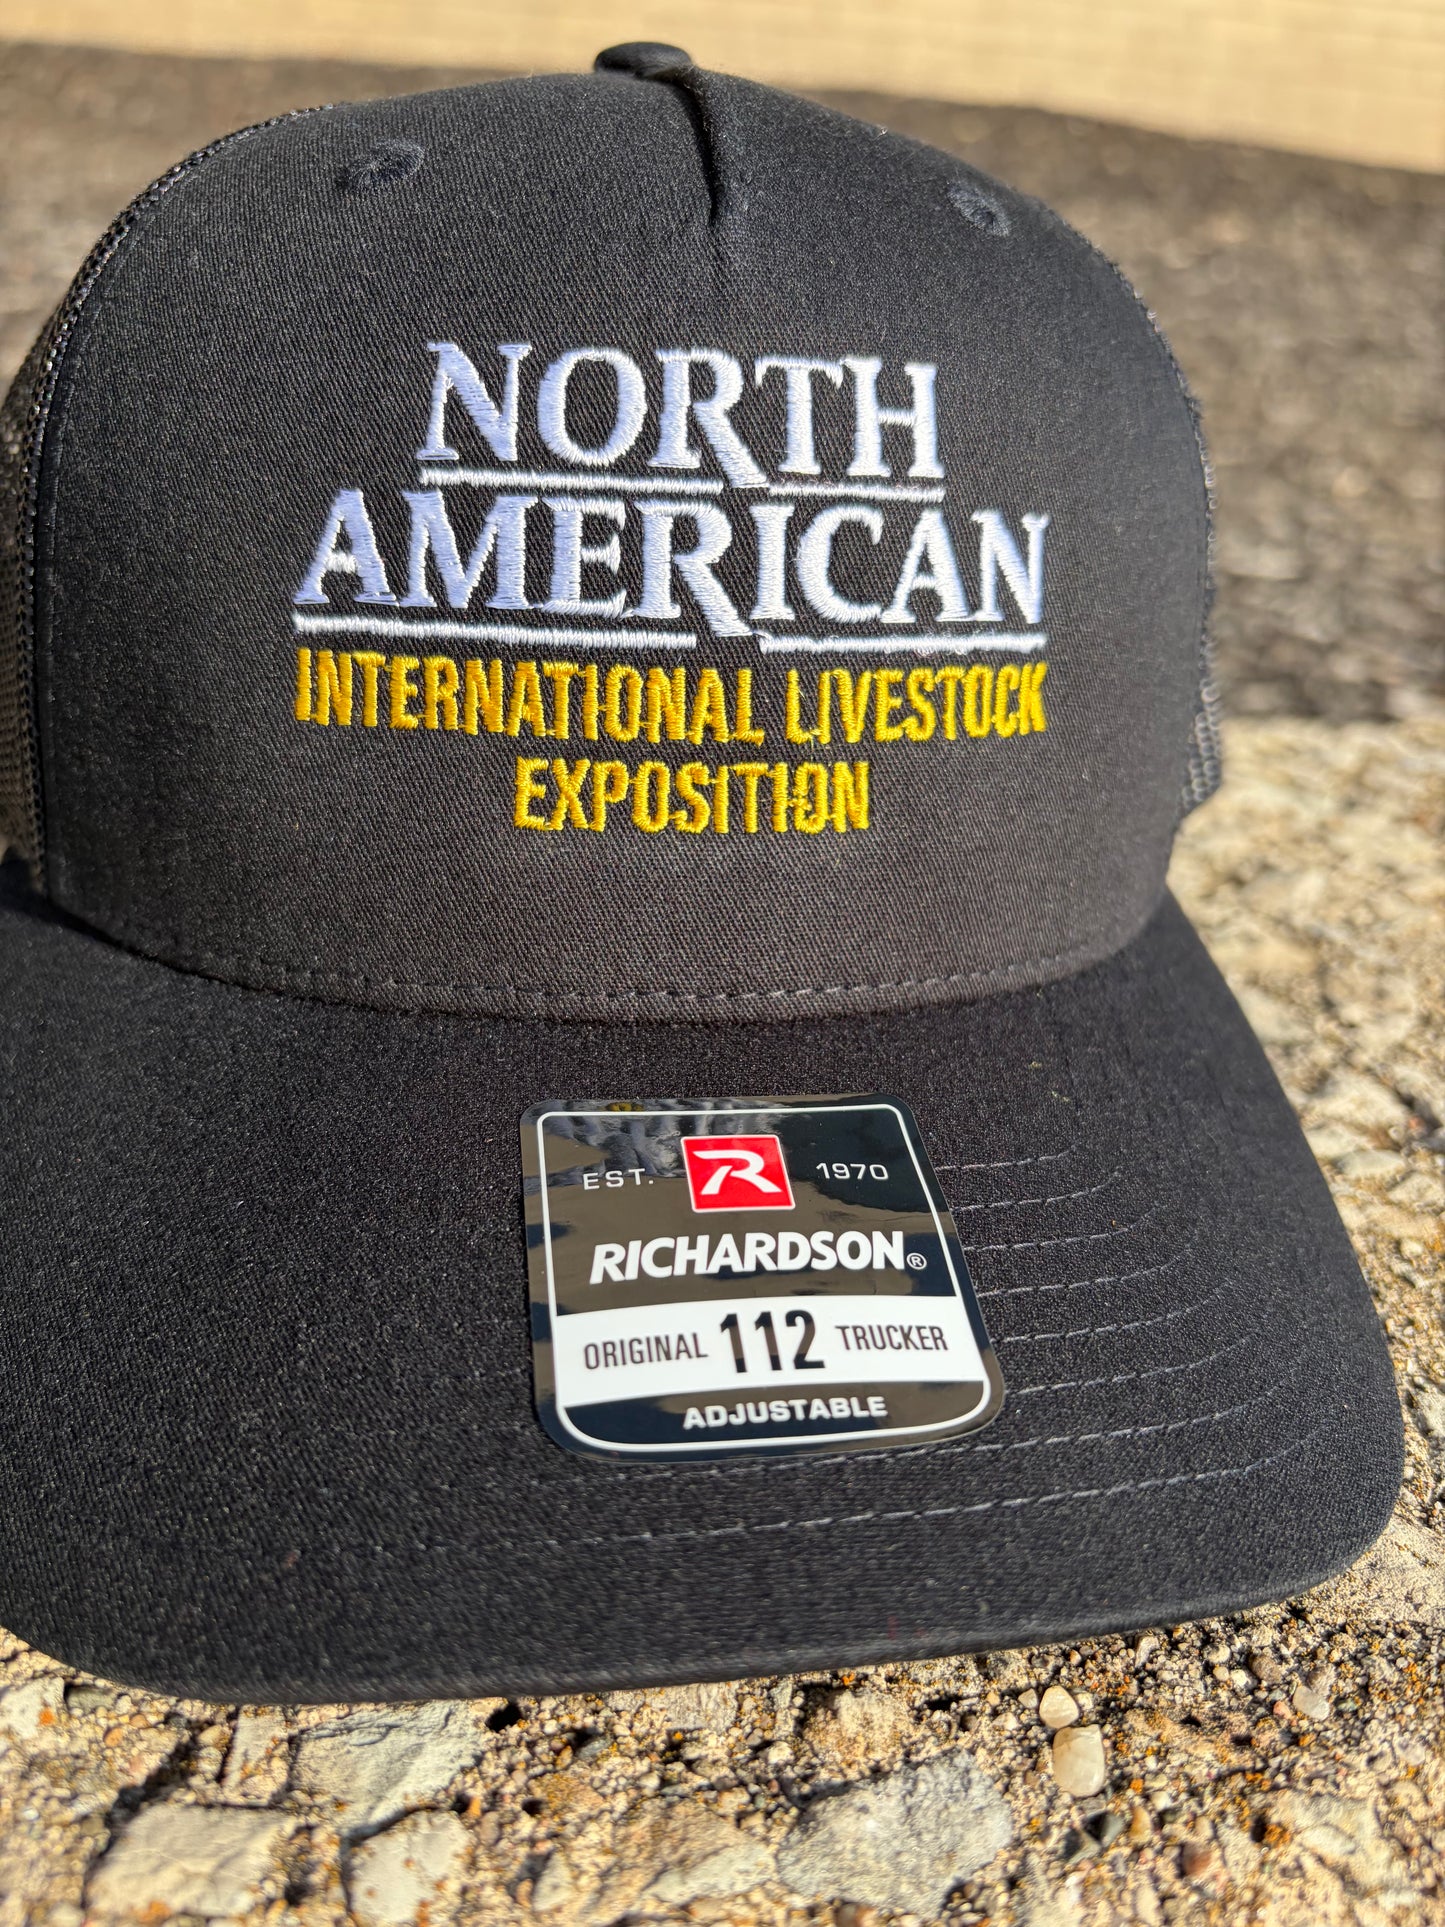 NORTH
AMERICAN
INTERNATIONAL LIVESTOCK
EXPOSITION
EST. R 1970
RICHARDSON®
ORIGINAL 112 TRUCKER
ADJUSTABLE